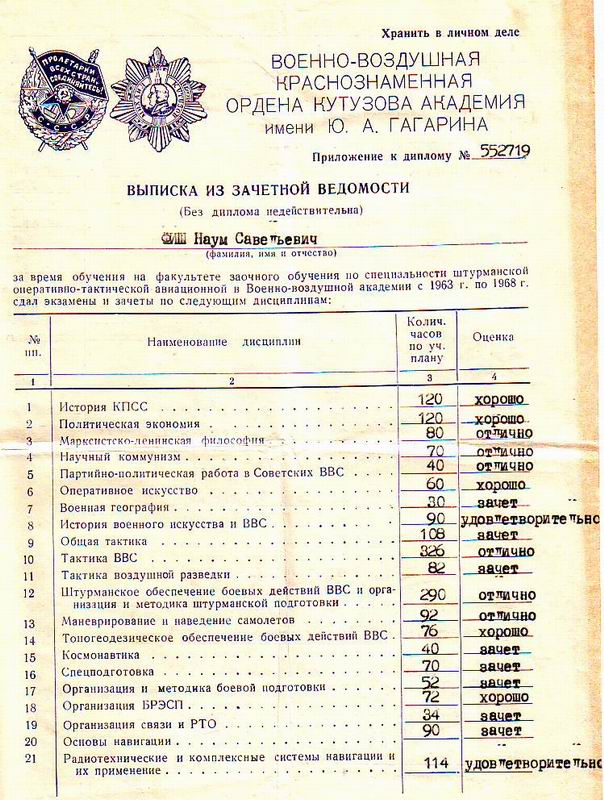 Хранить в личном деле
ПРОЛЕТАРИИ
ВСЕХ СТРАН,
СОЕДИНЯЙТЕСЬ!
СССР
ВОЕННО-ВОЗДУШНАЯ
КРАСНОЗНАМЕННАЯ
ОРДЕНА КУТУЗОВА АКАДЕМИЯ
имени Ю. А. ГАГАРИНА
Приложение к диплому № 552719
ВЫПИСКА ИЗ ЗАЧЕТНОЙ ВЕДОМОСТИ
(Без диплома недействительна)
ФИШ Наум Савельевич
(фамилия, имя и отчество)
за время обучения на факультете заочного обучения по специальности штурманской
оперативно-тактической авиационной в Военно-воздушной академии с 1963 г. по 1968 г.
сдал экзамены и зачеты по следующим дисциплинам:
№ пп. Наименование дисциплин Колич. часов по уч. плану Оценка
1 2 3 4
1 История КПСС 120 хорошо
2 Политическая экономия 120 хорошо
3 Марксистско-ленинская философия 80 отлично
4 Научный коммунизм 70 отлично
5 Партийно-политическая работа в Советских ВВС 40 отлично
6 Оперативное искусство 60 хорошо
7 Военная география 30 зачет
8 История военного искусства и ВВС 90 удовлетворительно
9 Общая тактика 108 зачет
10 Тактика ВВС 326 отлично
11 Тактика воздушной разведки 82 зачет
12 Штурманское обеспечение боевых действий ВВС и орга-
низация и методика штурманской подготовки 290 отлично
13 Маневрирование и наведение самолетов 92 отлично
14 Топогеодезическое обеспечение боевых действий ВВС 76 хорошо
15 Космонавтика 40 зачет
16 Спецподготовка 70 зачет
17 Организация и методика боевой подготовки 52 зачет
18 Организация БРЭСП 72 хорошо
19 Организация связи и РТО 34 зачет
20 Основы навигации 90 зачет
21 Радиотехнические и комплексные системы навигации и
их применение 114 удовлетворительно